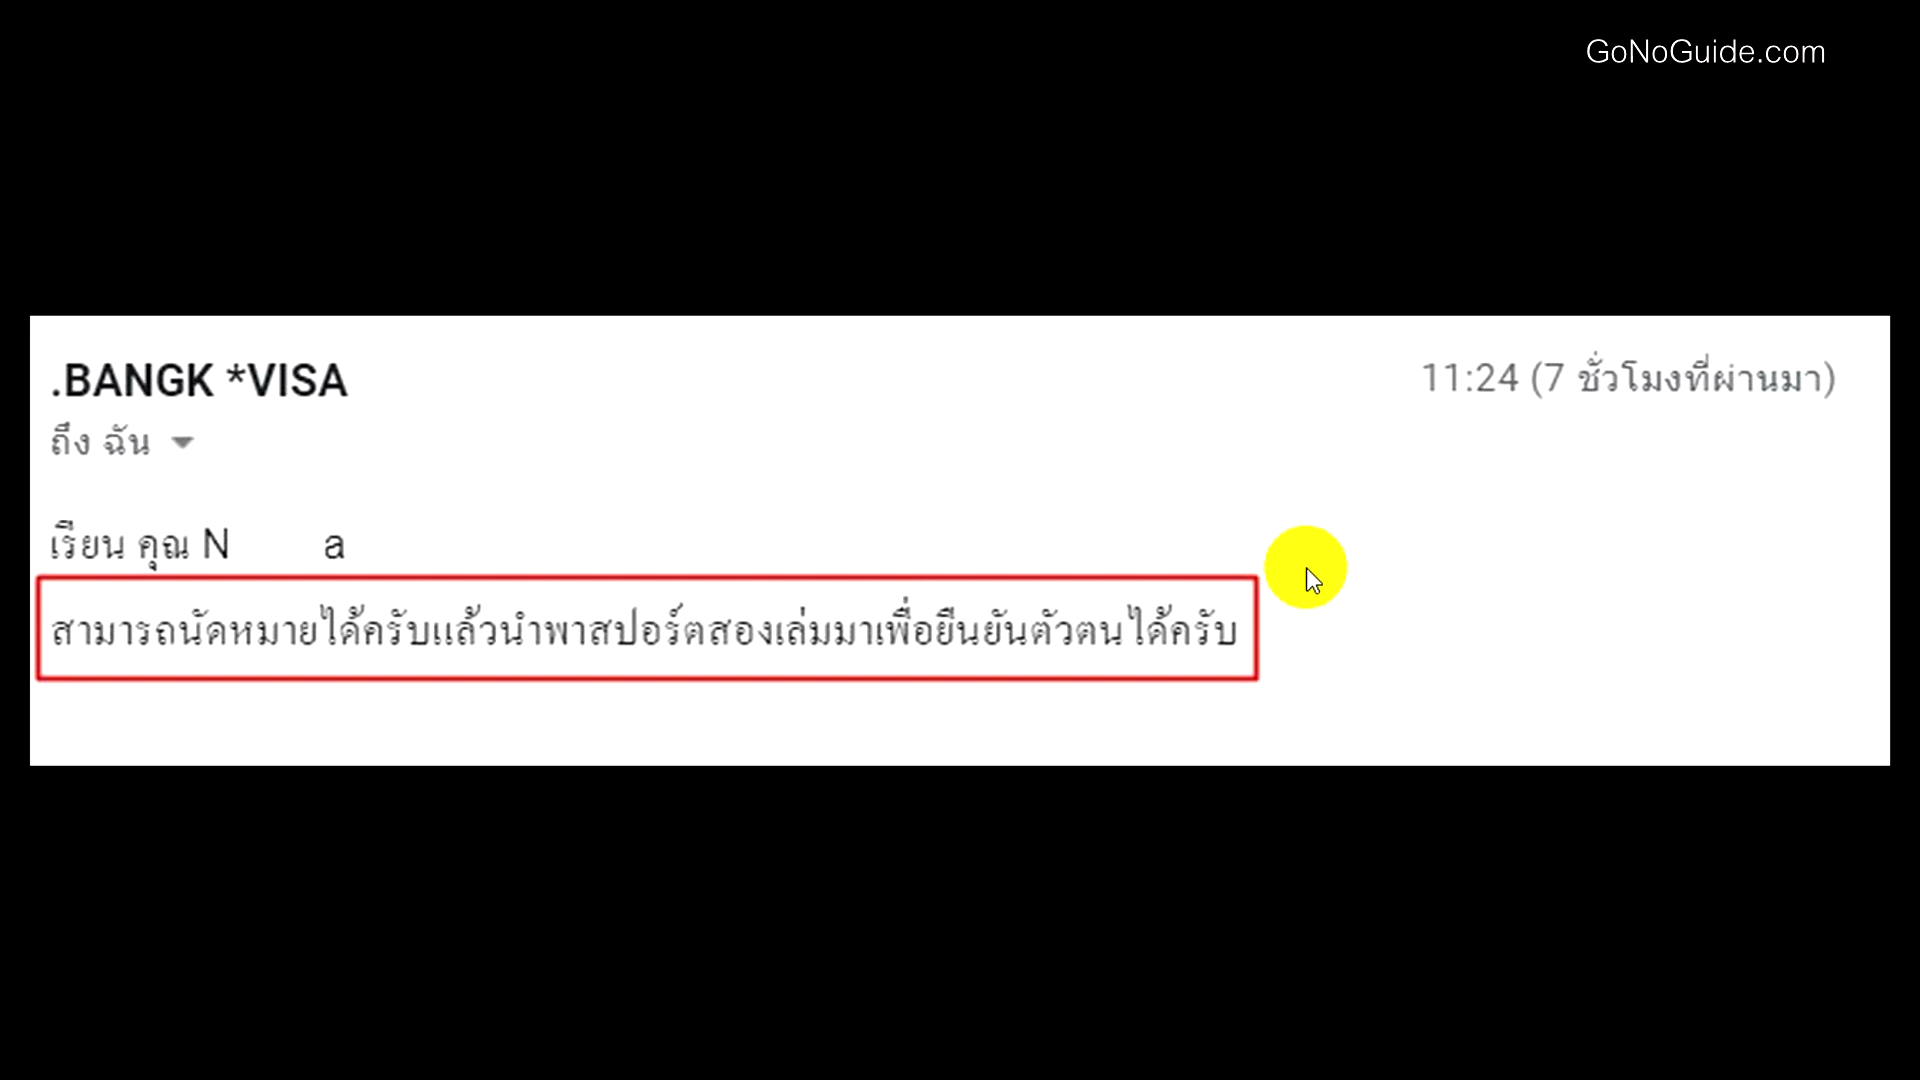 GoNoGuide.com
.BANGK *VISA 11:24 (7 ชั่วโมงที่ผ่านมา)
ถึง ฉัน
เรียน คุณ N a
สามารถนัดหมายได้ครับแล้วนำพาสปอร์ตสองเล่มมาเพื่อยืนยันตัวตนได้ครับ